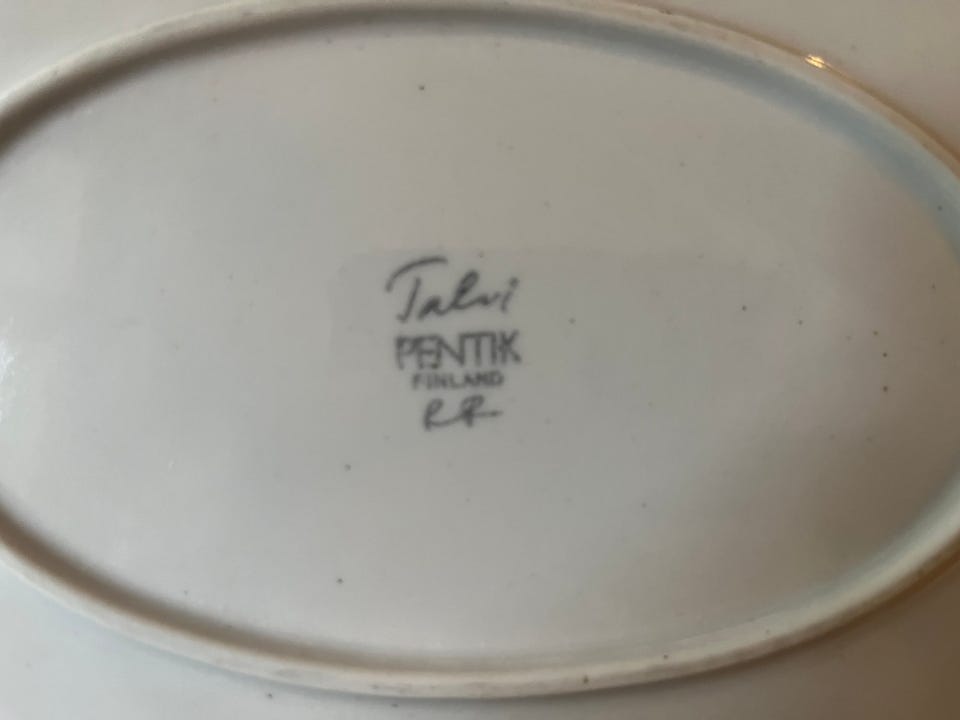 Talvi
PENTIK
FINLAND
RR